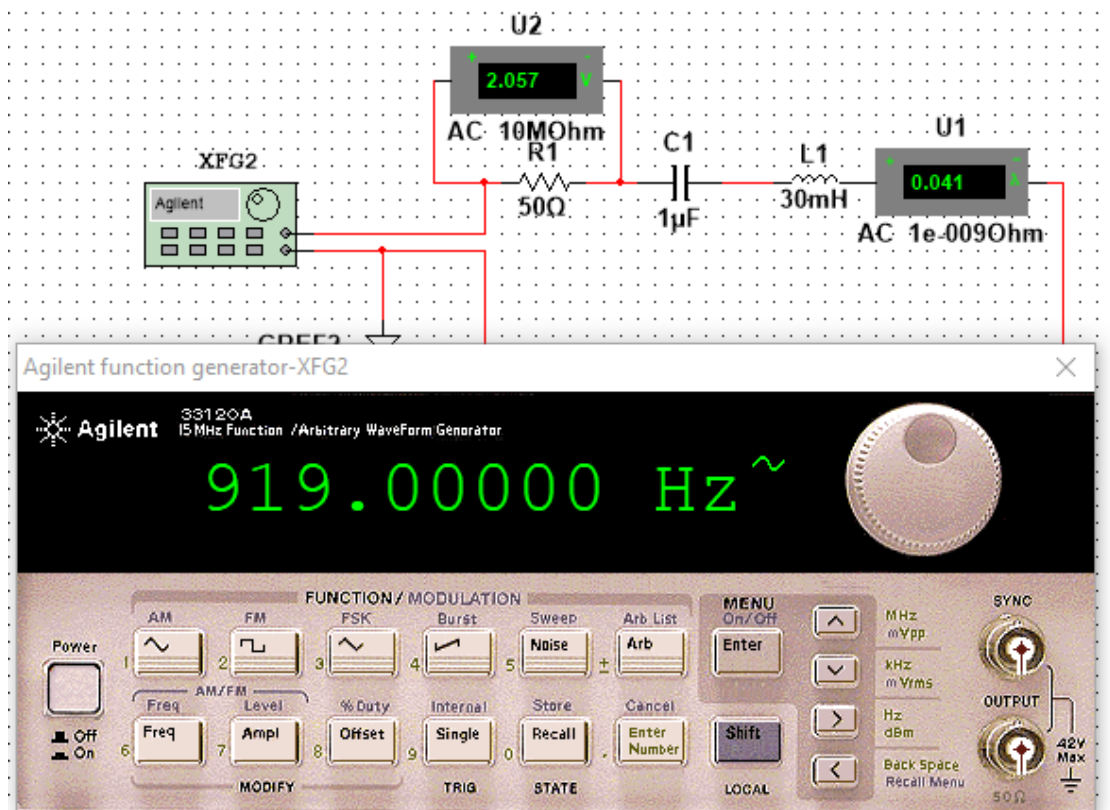 U2
+ -
2.057 V
AC 10MOhm
R1
50Ω
C1
1µF
L1
30mH
U1
+ -
0.041 A
AC 1e-009Ohm
XFG2
Agilent
GREF2
Agilent function generator-XFG2
Agilent
33120A
15 MHz Function / Arbitrary WaveForm Genorator
919.00000 Hz
FUNCTION / MODULATION
AM FM FSK Burst Sweep Arb List
1 2 3 4 5 Noise ± Arb
AM/FM
Freq Level % Duty Internal Store Cancel
6 Freq 7 Ampl 8 Offset 9 Single 0 Recall . Enter Number
MODIFY TRIG STATE
Power
Off
On
MENU
On/Off
Enter
Shift
LOCAL
MHz
mVpp
kHz
mVrms
Hz
dBm
Back Space
Recall Menu
SYNC
OUTPUT
42V
Max
50Ω